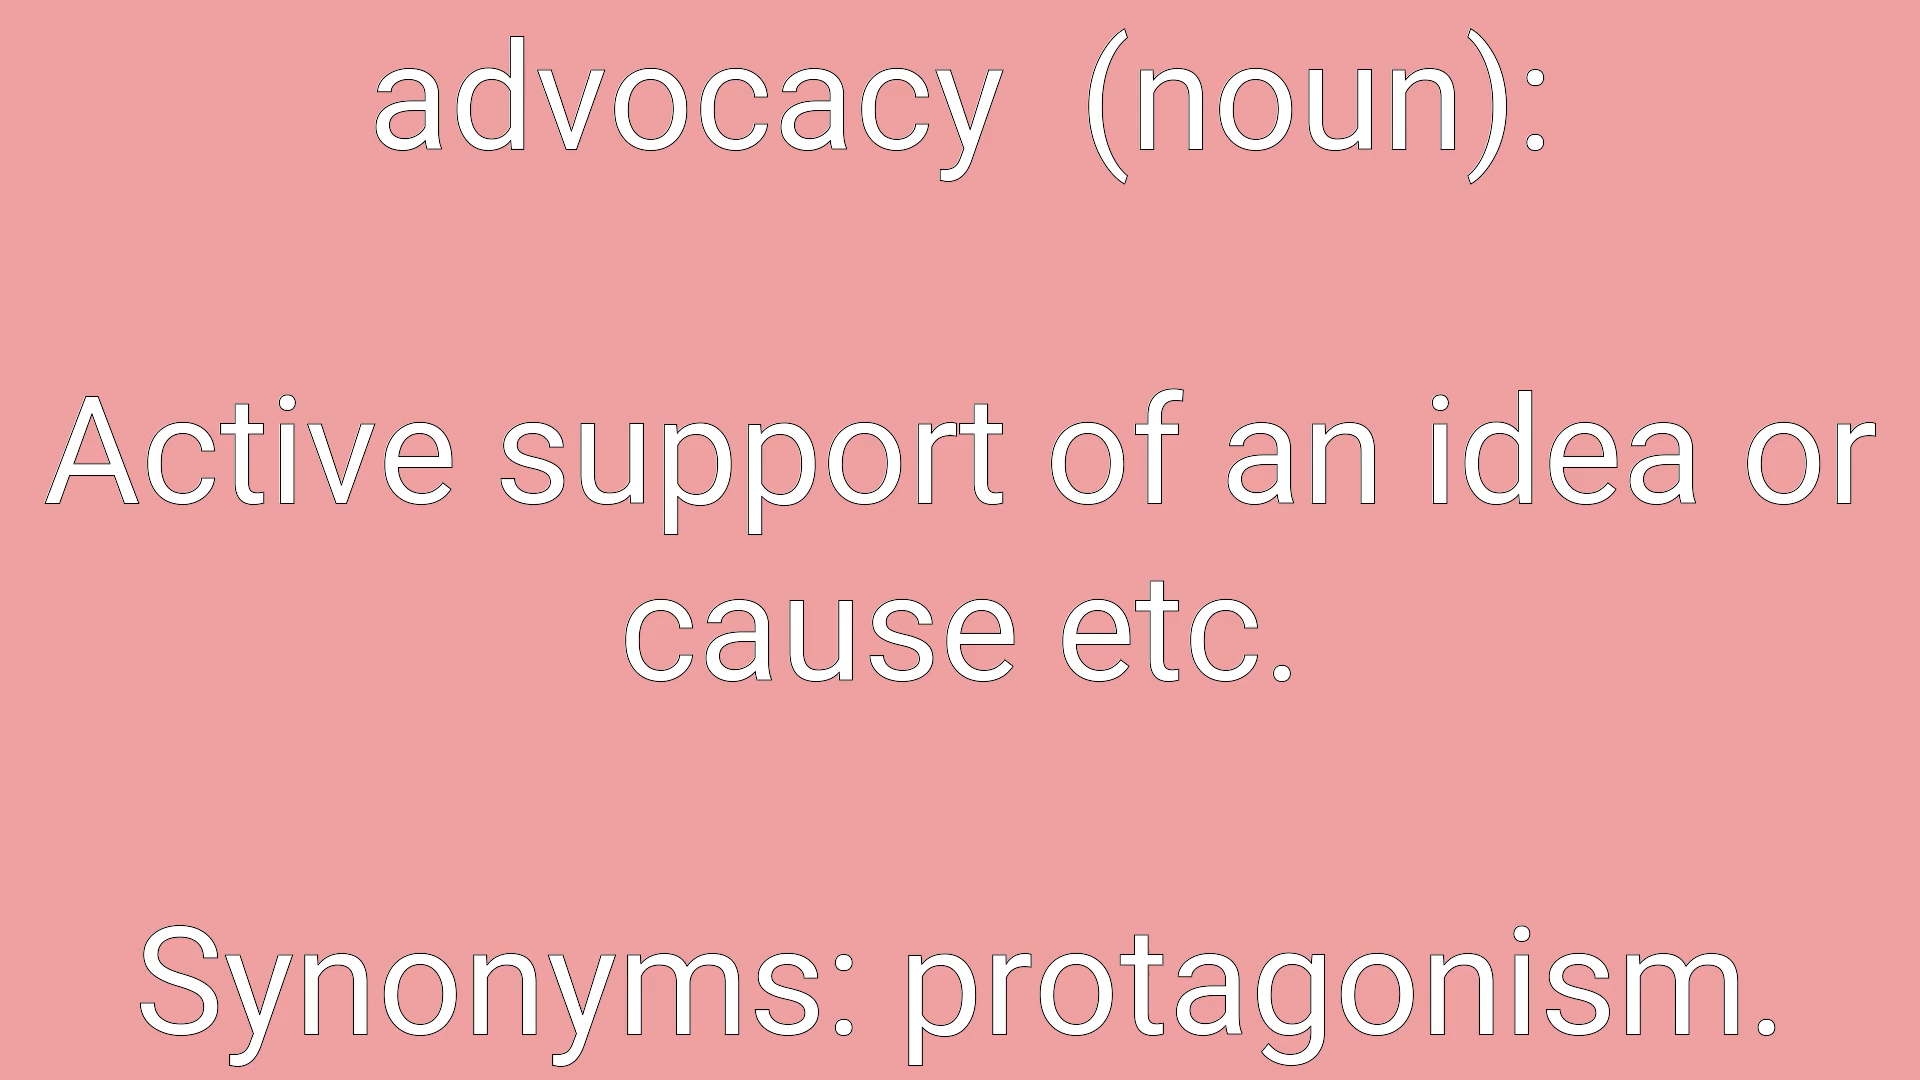 advocacy  (noun):
Active support of an idea or
cause etc.
Synonyms: protagonism.